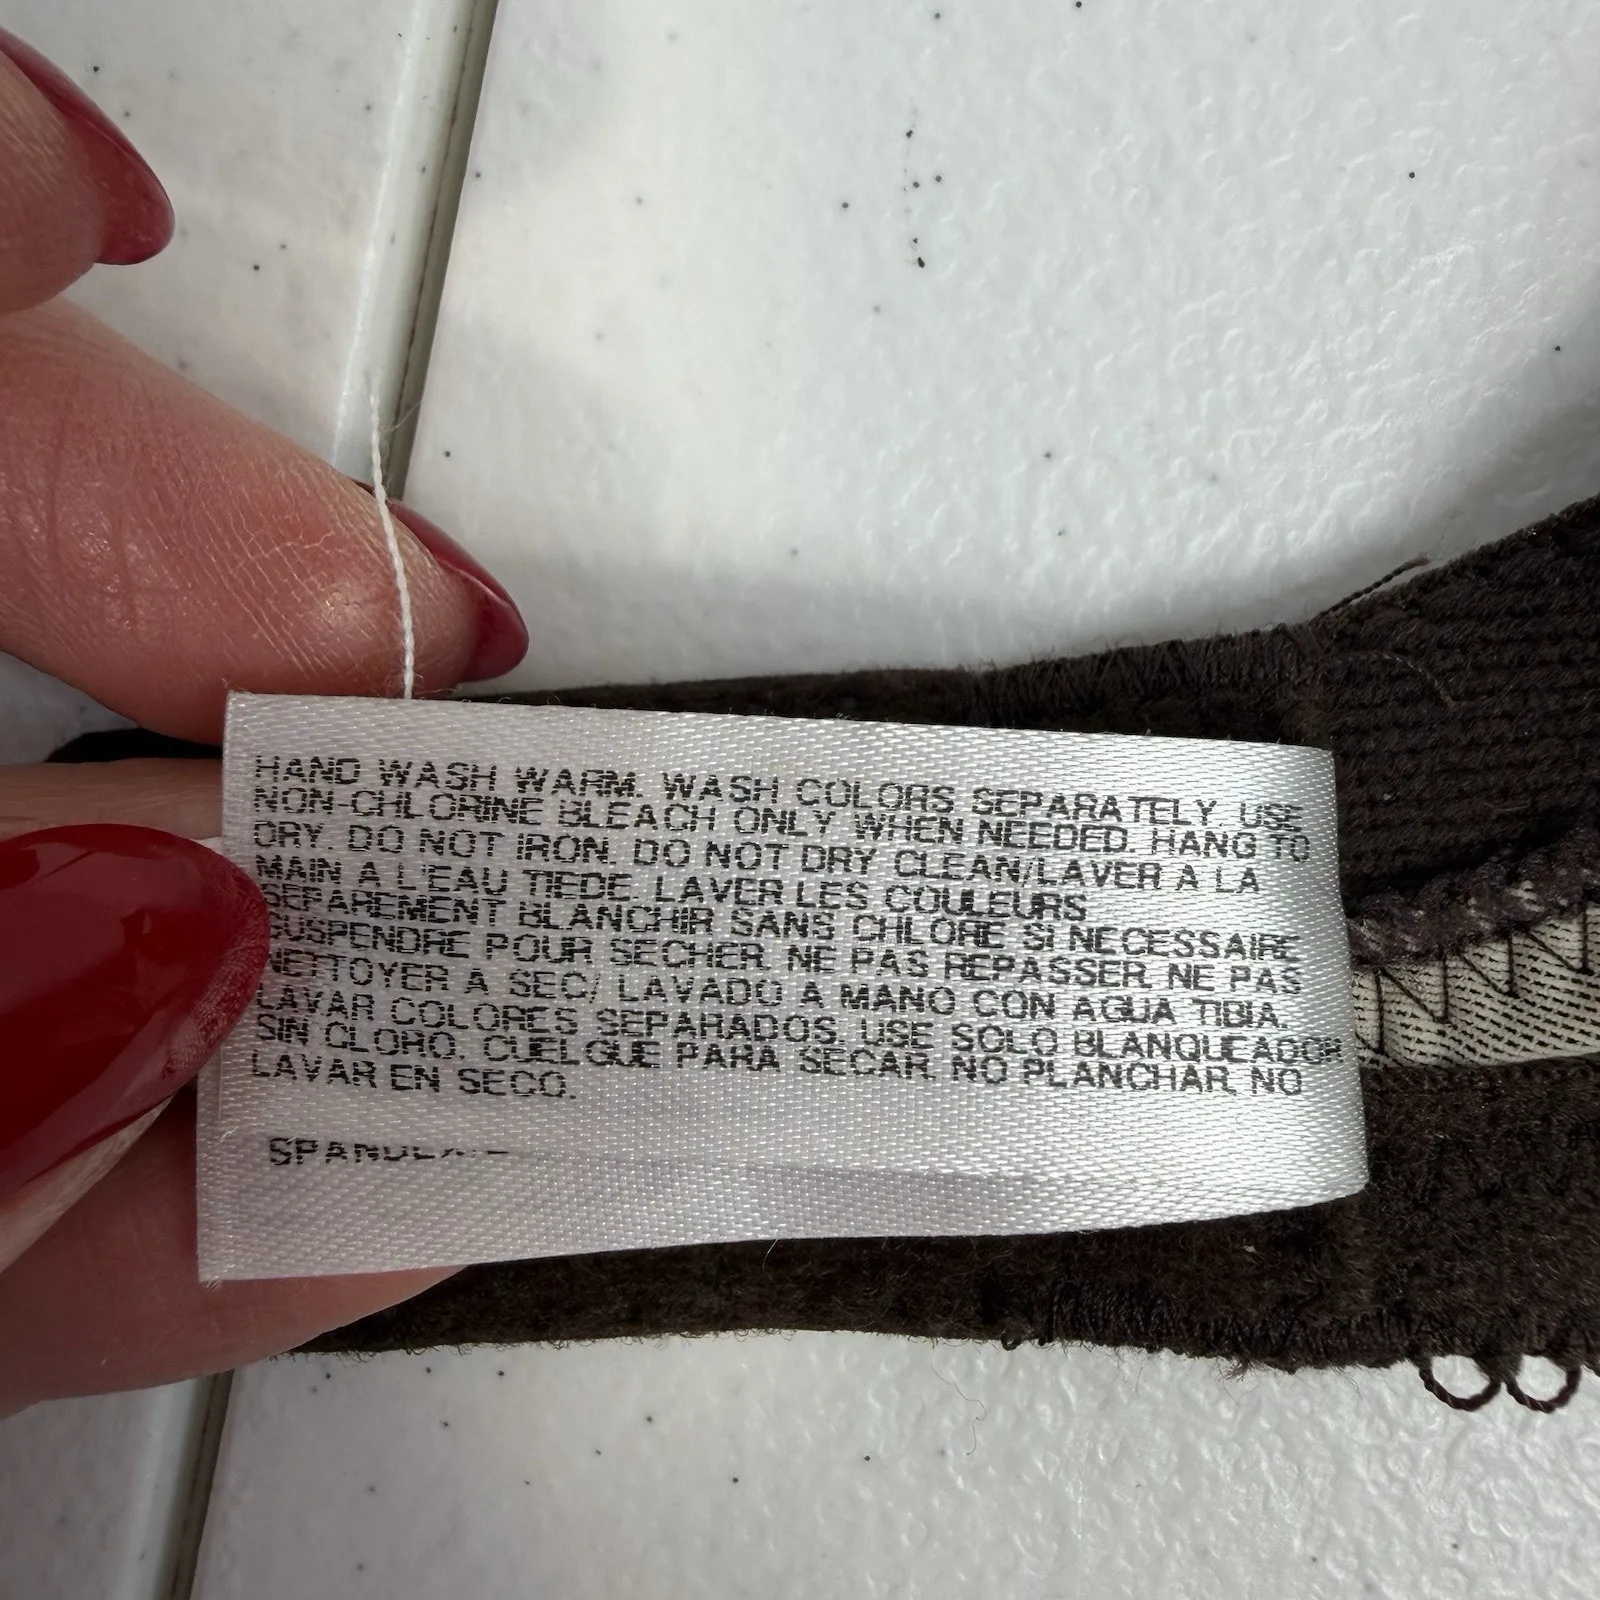 HAND WASH WARM. WASH COLORS SEPARATELY. USE
NON-CHLORINE BLEACH ONLY WHEN NEEDED. HANG TO
DRY. DO NOT IRON. DO NOT DRY CLEAN/LAVER A LA
MAIN A L'EAU TIEDE. LAVER LES COULEURS
SEPAREMENT BLANCHIR SANS CHLORE SI NECESSAIRE
SUSPENDRE POUR SECHER. NE PAS REPASSER. NE PAS
NETTOYER A SEC/ LAVADO A MANO CON AGUA TIBIA.
LAVAR COLORES SEPARADOS. USE SOLO BLANQUEADOR
SIN CLORO. CUELGUE PARA SECAR. NO PLANCHAR. NO
LAVAR EN SECO.